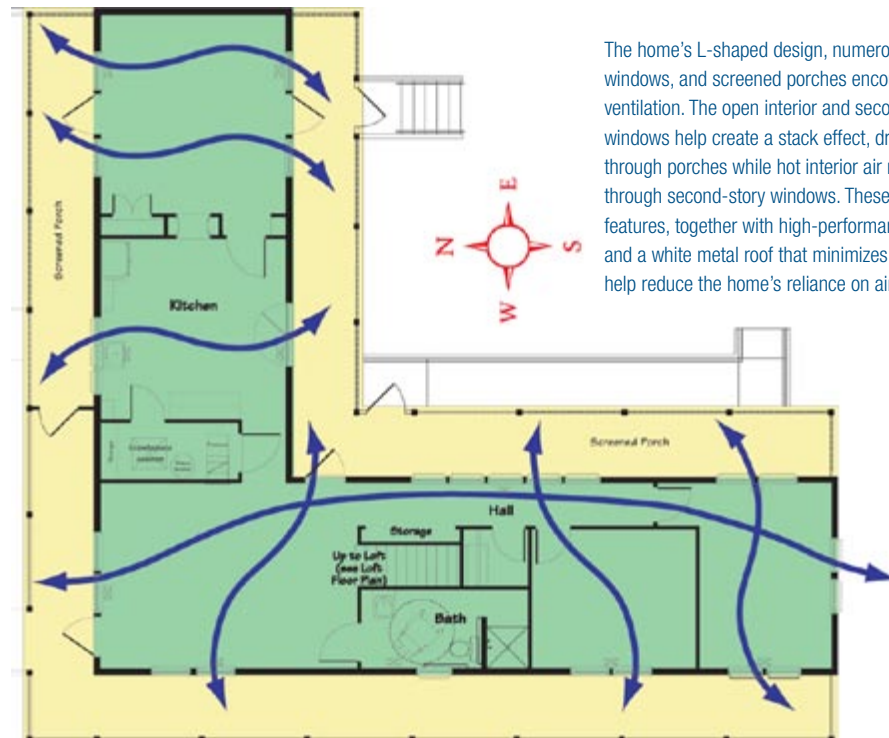 The home’s L-shaped design, numero
windows, and screened porches enco
ventilation. The open interior and seco
windows help create a stack effect, dr
through porches while hot interior air
through second-story windows. These
features, together with high-performan
and a white metal roof that minimizes
help reduce the home’s reliance on ai
E
N
S
W
Screened Porch
Kitchen
Storage
Screened Porch
Hall
Storage
Up to Loft
(see Loft
Floor Plan)
Bath